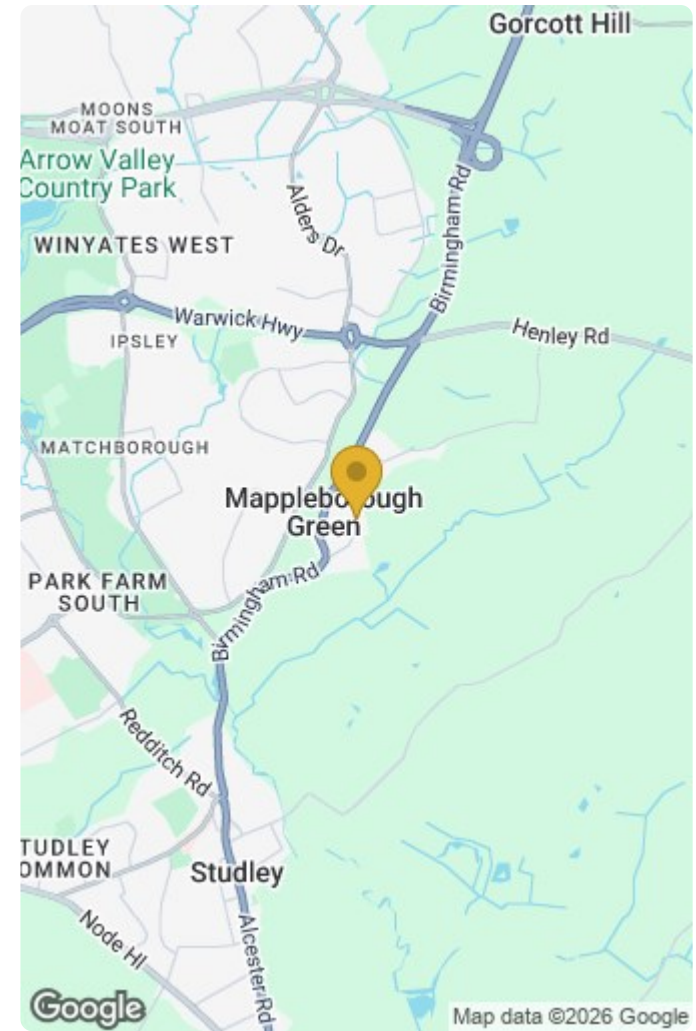 Gorcott Hill
MOONS
MOAT SOUTH
Arrow Valley
Country Park
Alders Dr
Birmingham Rd
WINYATES WEST
Warwick Hwy
Henley Rd
IPSLEY
MATCHBOROUGH
Mappleborough
Green
PARK FARM
SOUTH
Birmingham Rd
Redditch Rd
TUDLEY
OMMON
Studley
Node Hl
Alcester Rd
Google
Map data ©2026 Google